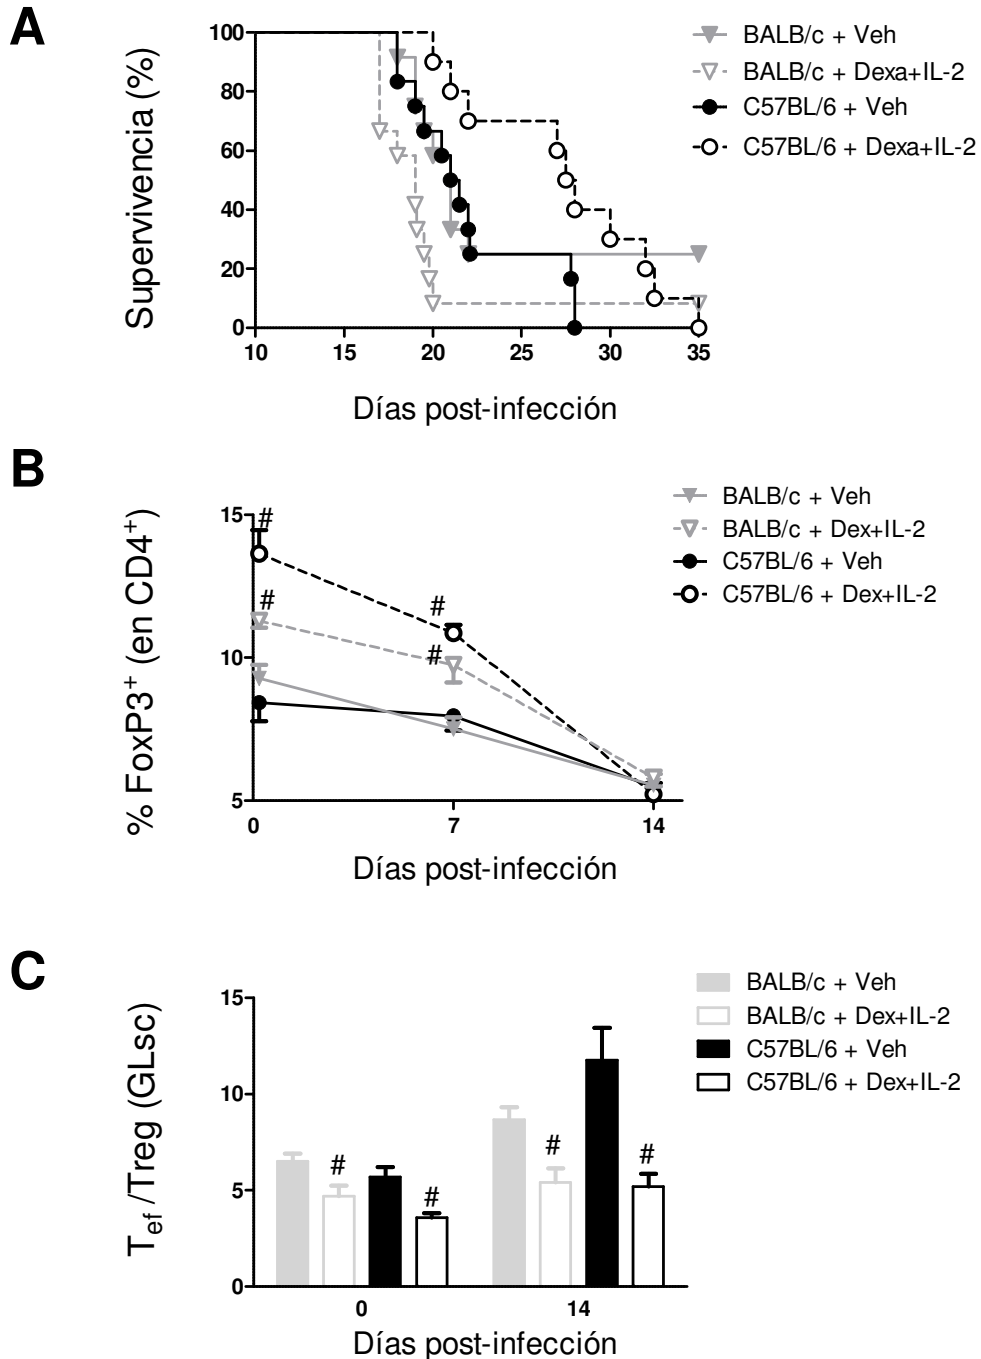 A
Supervivencia (%)
100
80
60
40
20
0
10 15 20 25 30 35
Días post-infección
BALB/c + Veh
BALB/c + Dexa+IL-2
C57BL/6 + Veh
C57BL/6 + Dexa+IL-2
B
% FoxP3⁺ (en CD4⁺)
15
10
5
# 
#
#
#
0 7 14
Días post-infección
BALB/c + Veh
BALB/c + Dex+IL-2
C57BL/6 + Veh
C57BL/6 + Dex+IL-2
C
Tef /Treg (GLsc)
15
10
5
0
# # # #
0 14
Días post-infección
BALB/c + Veh
BALB/c + Dex+IL-2
C57BL/6 + Veh
C57BL/6 + Dex+IL-2